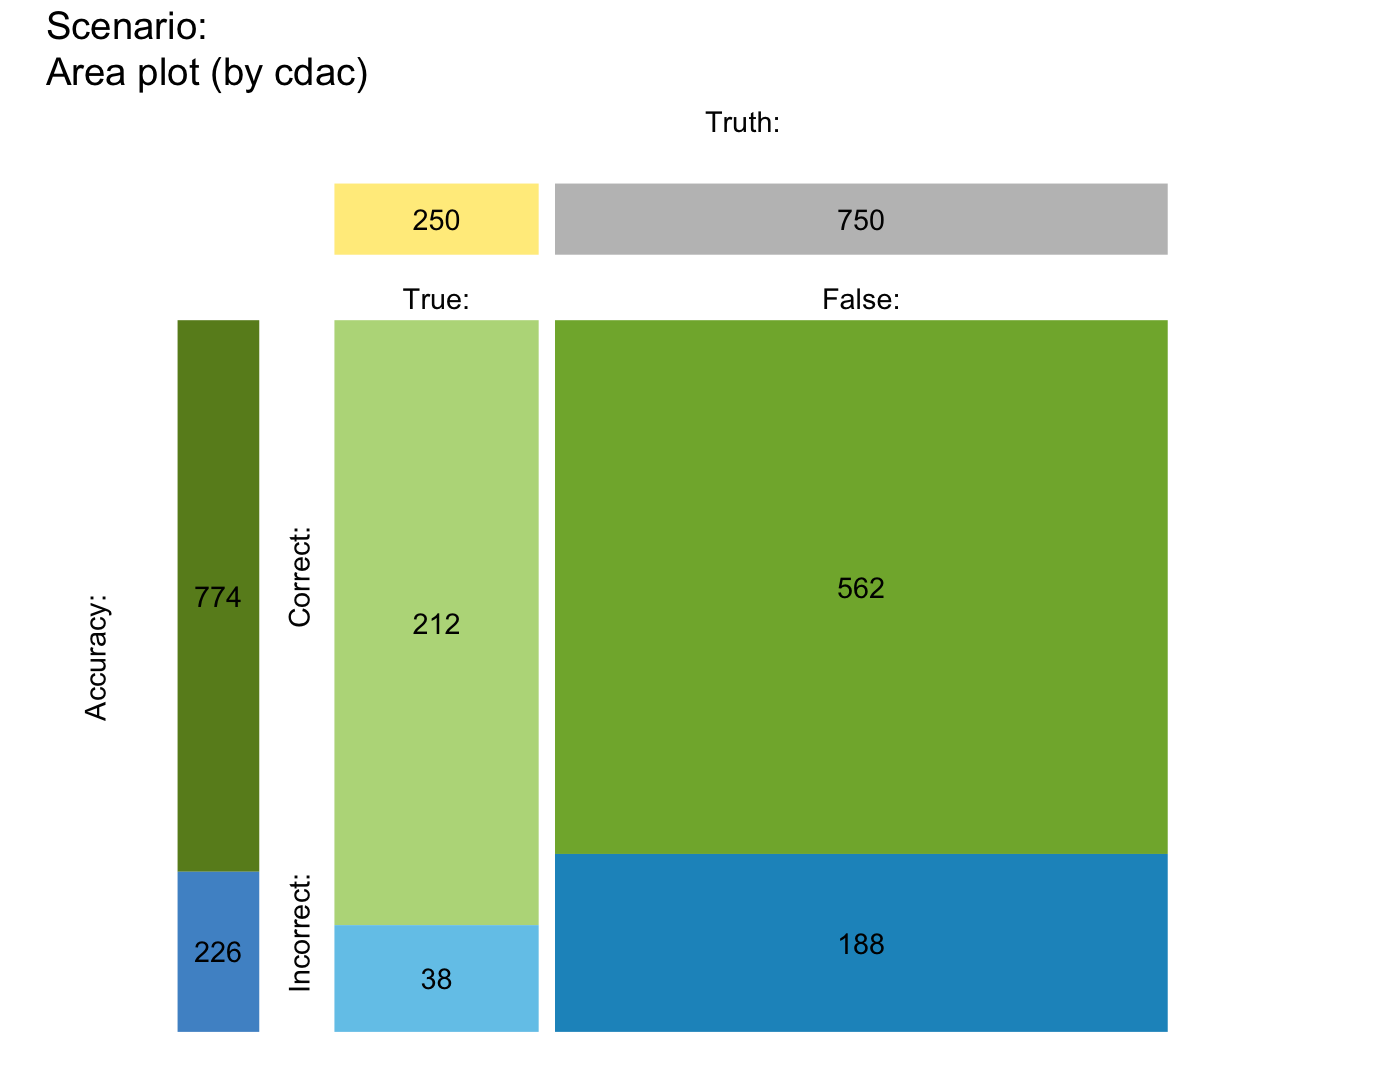 Scenario:
Area plot (by cdac)
Truth:
250
750
True:
False:
Accuracy:
774
Correct:
212
562
226
Incorrect:
38
188